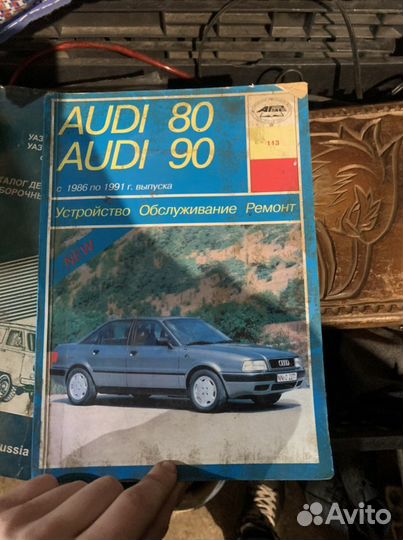 AUDI 80
AUDI 90
с 1986 по 1991 г. выпуска
Устройство Обслуживание Ремонт
NEW
113
УАЗ
УАЗ
ТАЛОГ ДЕ
БОРОЧНЫ
ussia
Avito